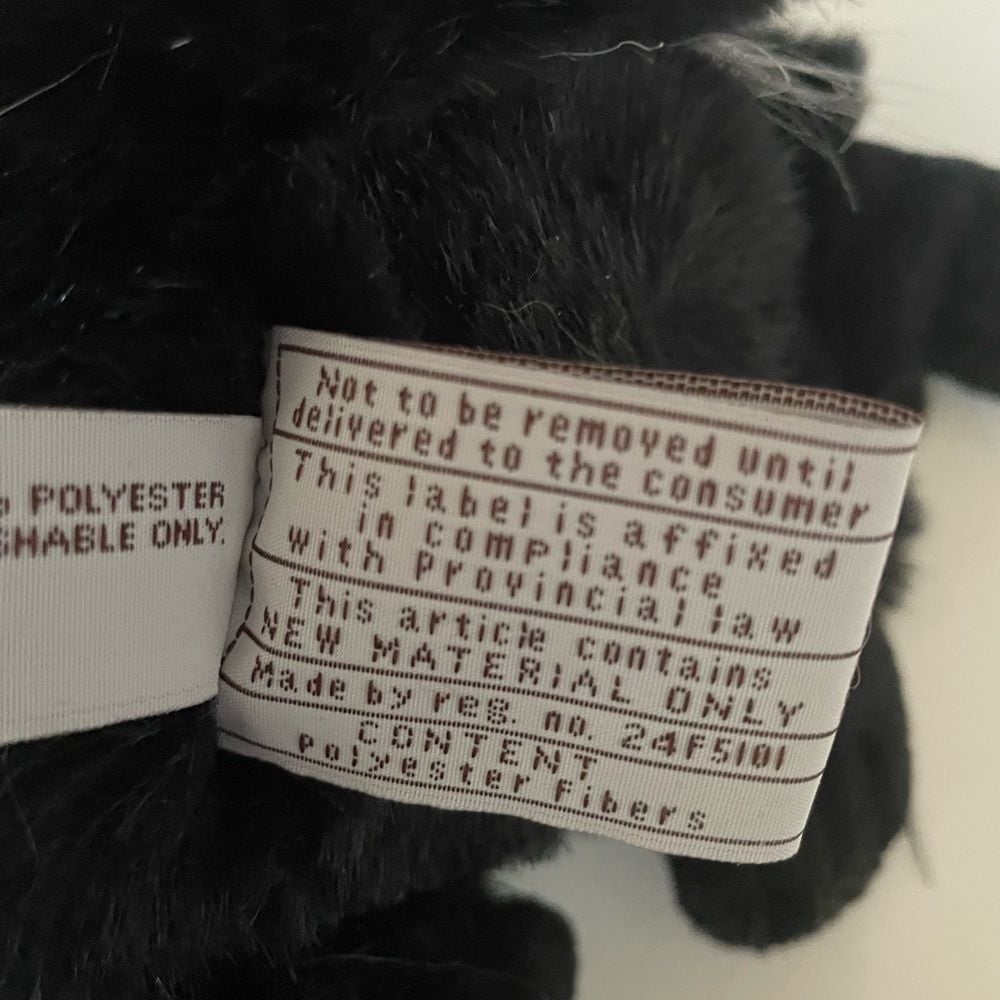 POLYESTER
ONLY.
Not to be removed until
delivered to the consumer
This label is affixed
in compliance
with provincial law
This article contains
NEW MATERIAL ONLY
Made by reg. no. 24F5101
CONTENT
Polyester Fibers